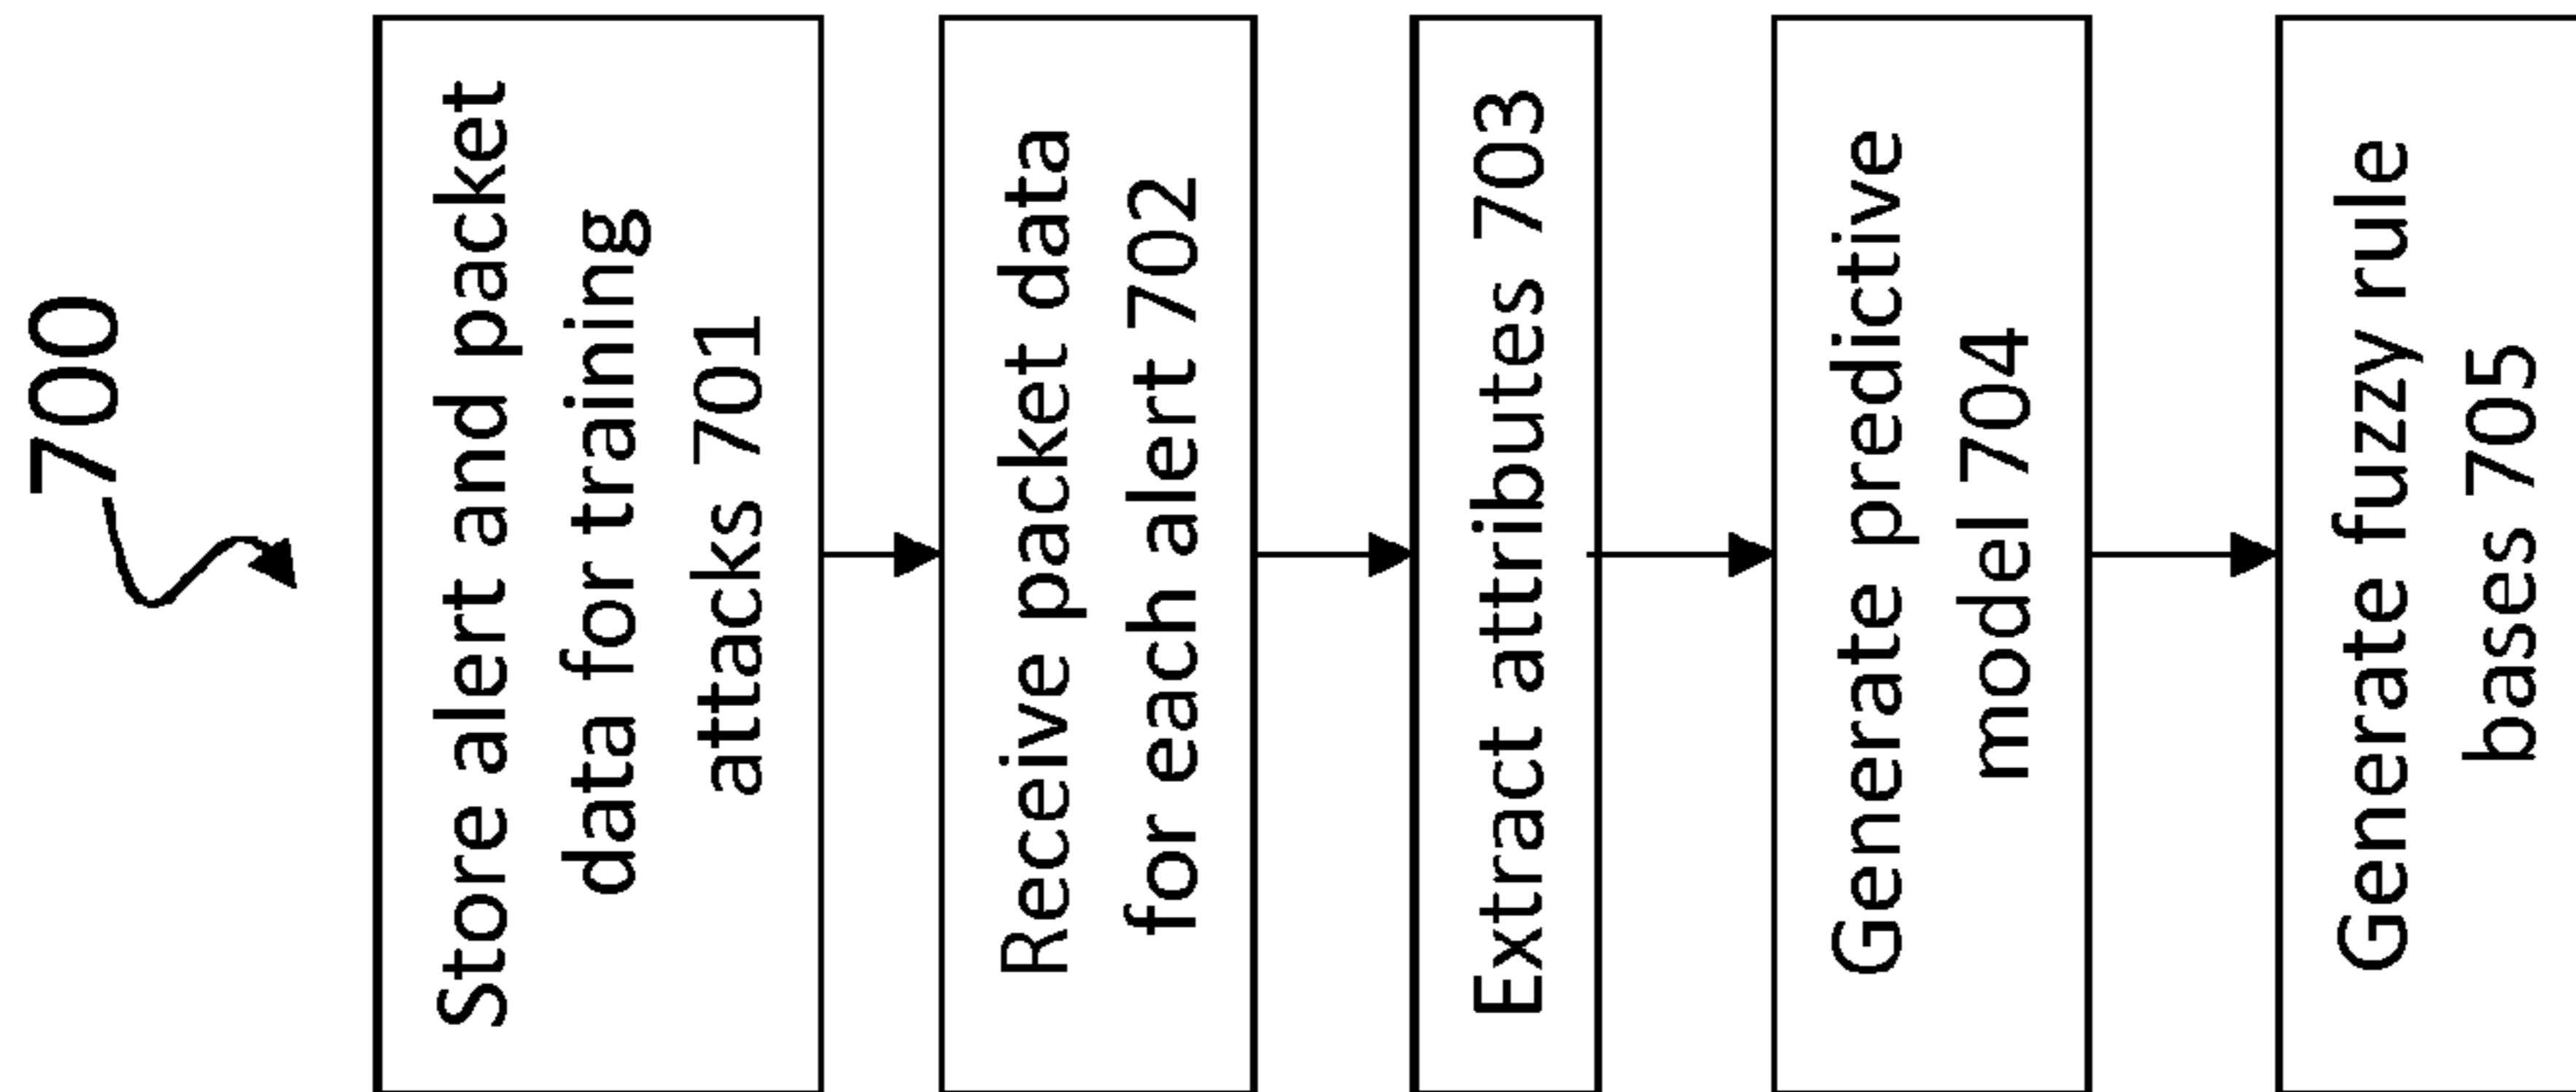 700
Store alert and packet
data for training
attacks 701
Receive packet data
for each alert 702
Extract attributes 703
Generate predictive
model 704
Generate fuzzy rule
bases 705